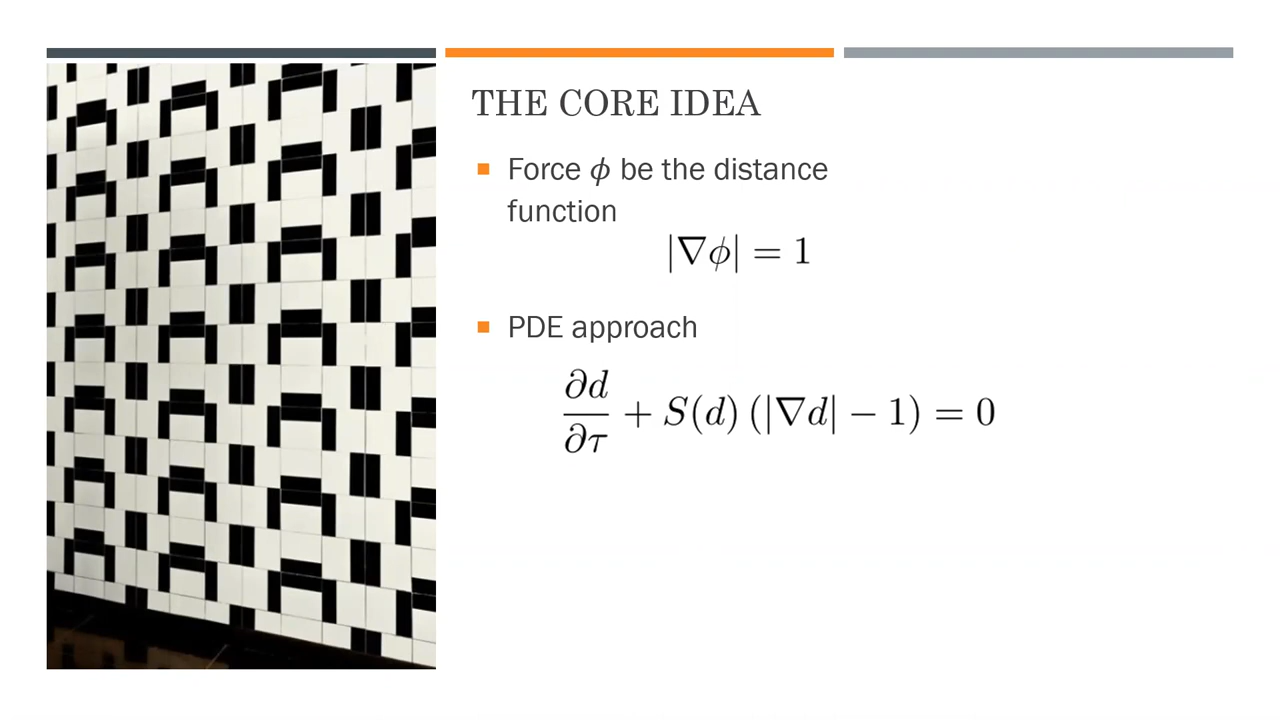 THE CORE IDEA
Force ϕ be the distance
function
|∇ϕ| = 1
PDE approach
∂d/∂τ + S(d) (|∇d| − 1) = 0